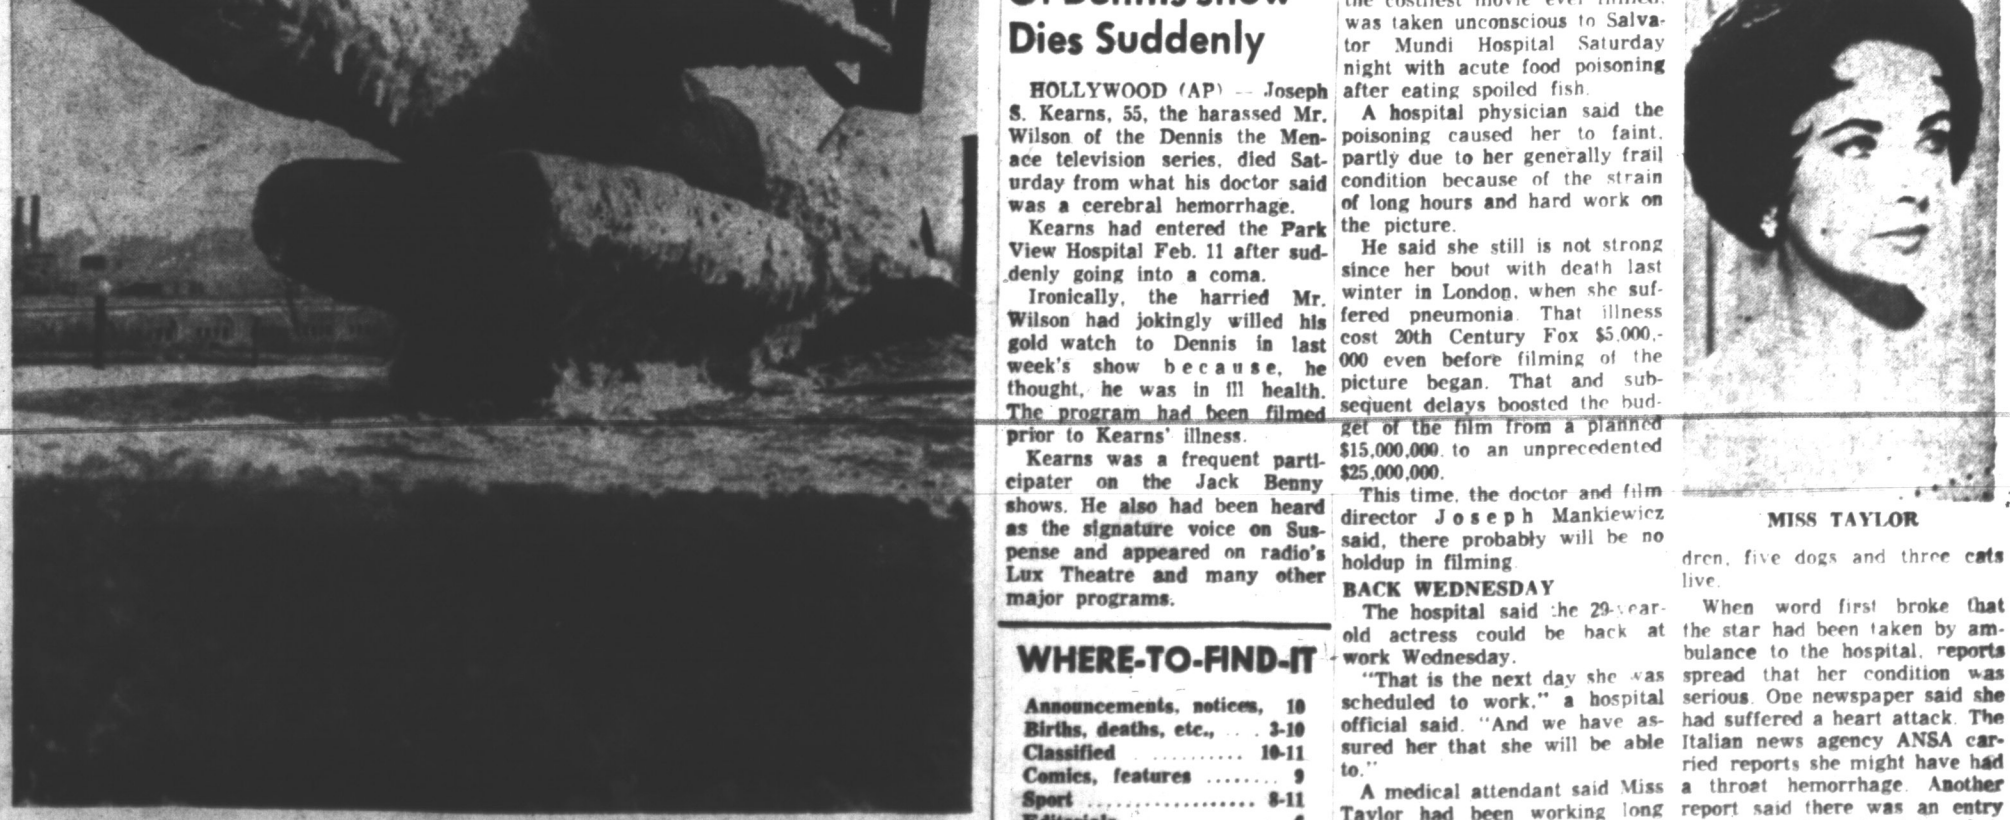 Of Dennis Show
Dies Suddenly
HOLLYWOOD (AP) -- Joseph
S. Kearns, 55, the harassed Mr.
Wilson of the Dennis the Men-
ace television series, died Sat-
urday from what his doctor said
was a cerebral hemorrhage.
Kearns had entered the Park
View Hospital Feb. 11 after sud-
denly going into a coma.
Ironically, the harried Mr.
Wilson had jokingly willed his
gold watch to Dennis in last
week's show because, he
thought, he was in ill health.
The program had been filmed
prior to Kearns' illness.
Kearns was a frequent parti-
cipater on the Jack Benny
shows. He also had been heard
as the signature voice on Sus-
pense and appeared on radio's
Lux Theatre and many other
major programs.
WHERE-TO-FIND-IT
Announcements, notices, 10
Births, deaths, etc., . . . 3-10
Classified .......... 10-11
Comics, features ........ 9
Sport .................. 8-11
Editorials
the costliest movie ever filmed,
was taken unconscious to Salva-
tor Mundi Hospital Saturday
night with acute food poisoning
after eating spoiled fish.
A hospital physician said the
poisoning caused her to faint,
partly due to her generally frail
condition because of the strain
of long hours and hard work on
the picture.
He said she still is not strong
since her bout with death last
winter in London, when she suf-
fered pneumonia. That illness
cost 20th Century Fox $5,000,-
000 even before filming of the
picture began. That and sub-
sequent delays boosted the bud-
get of the film from a planned
$15,000,000 to an unprecedented
$25,000,000.
This time, the doctor and film
director Joseph Mankiewicz
said, there probably will be no
holdup in filming
BACK WEDNESDAY
The hospital said the 29-year-
old actress could be back at
work Wednesday.
"That is the next day she was
scheduled to work," a hospital
official said. "And we have as-
sured her that she will be able
to."
A medical attendant said Miss
Taylor had been working long
MISS TAYLOR
dren, five dogs and three cats
live.
When word first broke that
the star had been taken by am-
bulance to the hospital, reports
spread that her condition was
serious. One newspaper said she
had suffered a heart attack. The
Italian news agency ANSA car-
ried reports she might have had
a throat hemorrhage. Another
report said there was an entry